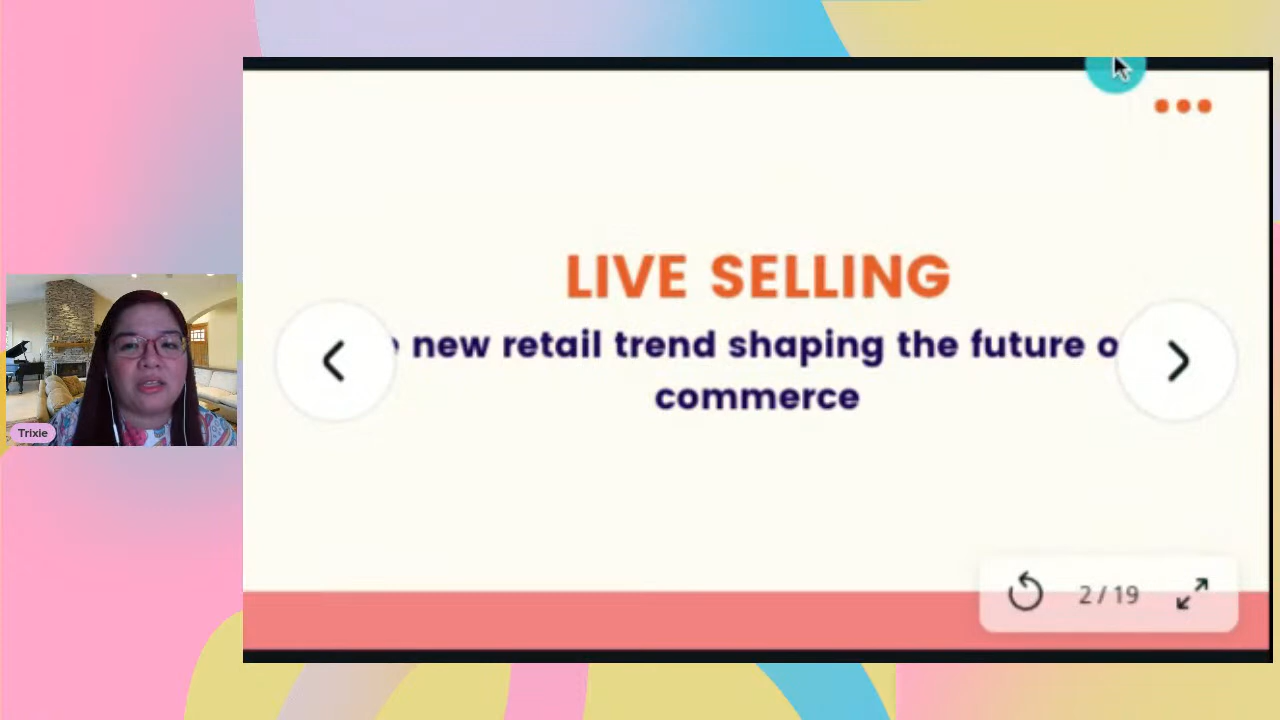 LIVE SELLING
new retail trend shaping the future
commerce
2 / 19
Trixie